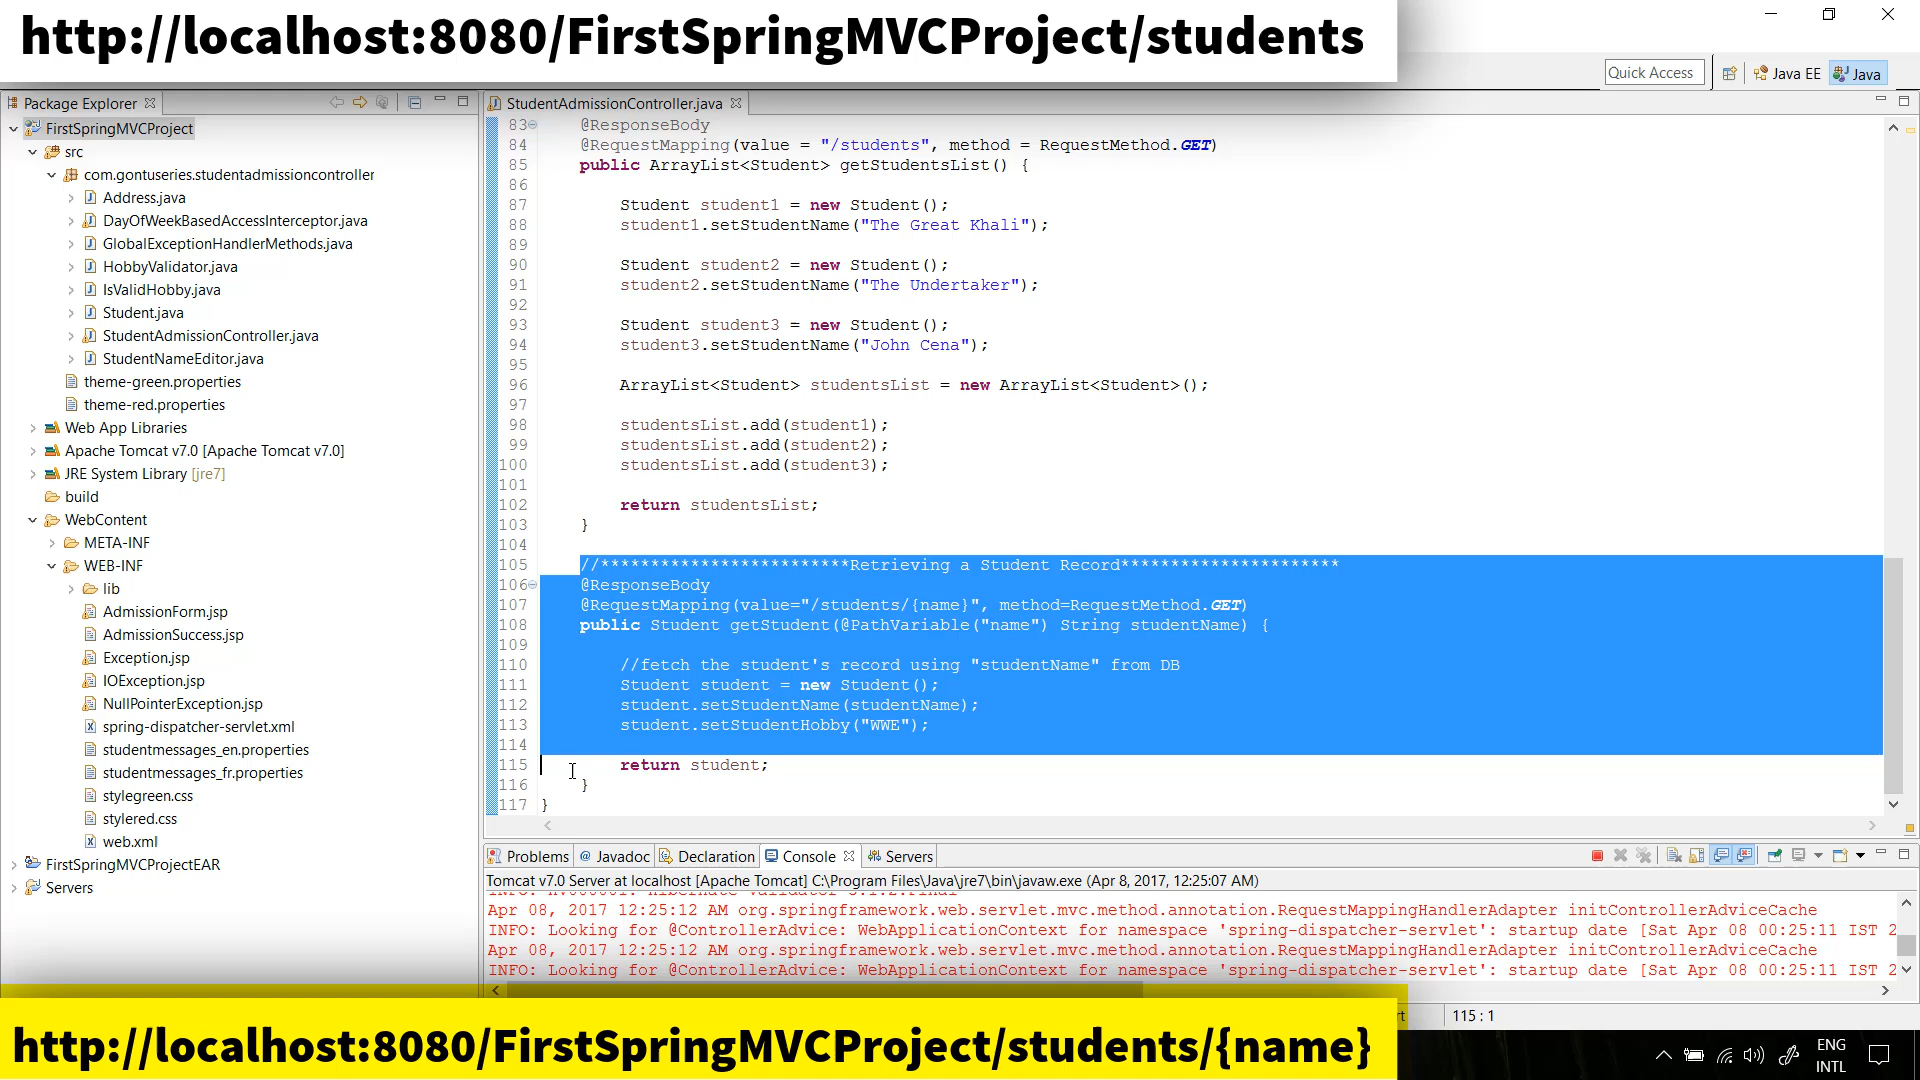 http://localhost:8080/FirstSpringMVCProject/students
Quick Access
Java EE
Java
Package Explorer
FirstSpringMVCProject
src
com.gontuseries.studentadmissioncontroller
Address.java
DayOfWeekBasedAccessInterceptor.java
GlobalExceptionHandlerMethods.java
HobbyValidator.java
IsValidHobby.java
Student.java
StudentAdmissionController.java
StudentNameEditor.java
theme-green.properties
theme-red.properties
Web App Libraries
Apache Tomcat v7.0 [Apache Tomcat v7.0]
JRE System Library [jre7]
build
WebContent
META-INF
WEB-INF
lib
AdmissionForm.jsp
AdmissionSuccess.jsp
Exception.jsp
IOException.jsp
NullPointerException.jsp
spring-dispatcher-servlet.xml
studentmessages_en.properties
studentmessages_fr.properties
stylegreen.css
stylered.css
web.xml
FirstSpringMVCProjectEAR
Servers
StudentAdmissionController.java
83 @ResponseBody
84 @RequestMapping(value = "/students", method = RequestMethod.GET)
85 public ArrayList<Student> getStudentsList() {
86
87 Student student1 = new Student();
88 student1.setStudentName("The Great Khali");
89
90 Student student2 = new Student();
91 student2.setStudentName("The Undertaker");
92
93 Student student3 = new Student();
94 student3.setStudentName("John Cena");
95
96 ArrayList<Student> studentsList = new ArrayList<Student>();
97
98 studentsList.add(student1);
99 studentsList.add(student2);
100 studentsList.add(student3);
101
102 return studentsList;
103 }
104
105 //*************************Retrieving a Student Record**********************
106 @ResponseBody
107 @RequestMapping(value="/students/{name}", method=RequestMethod.GET)
108 public Student getStudent(@PathVariable("name") String studentName) {
109
110 //fetch the student's record using "studentName" from DB
111 Student student = new Student();
112 student.setStudentName(studentName);
113 student.setStudentHobby("WWE");
114
115 return student;
116 }
117 }
Problems @ Javadoc Declaration Console Servers
Tomcat v7.0 Server at localhost [Apache Tomcat] C:\Program Files\Java\jre7\bin\javaw.exe (Apr 8, 2017, 12:25:07 AM)
Apr 08, 2017 12:25:12 AM org.springframework.web.servlet.mvc.method.annotation.RequestMappingHandlerAdapter initControllerAdviceCache
INFO: Looking for @ControllerAdvice: WebApplicationContext for namespace 'spring-dispatcher-servlet': startup date [Sat Apr 08 00:25:11 IST 2
Apr 08, 2017 12:25:12 AM org.springframework.web.servlet.mvc.method.annotation.RequestMappingHandlerAdapter initControllerAdviceCache
INFO: Looking for @ControllerAdvice: WebApplicationContext for namespace 'spring-dispatcher-servlet': startup date [Sat Apr 08 00:25:11 IST 2
115 : 1
http://localhost:8080/FirstSpringMVCProject/students/{name}
ENG
INTL